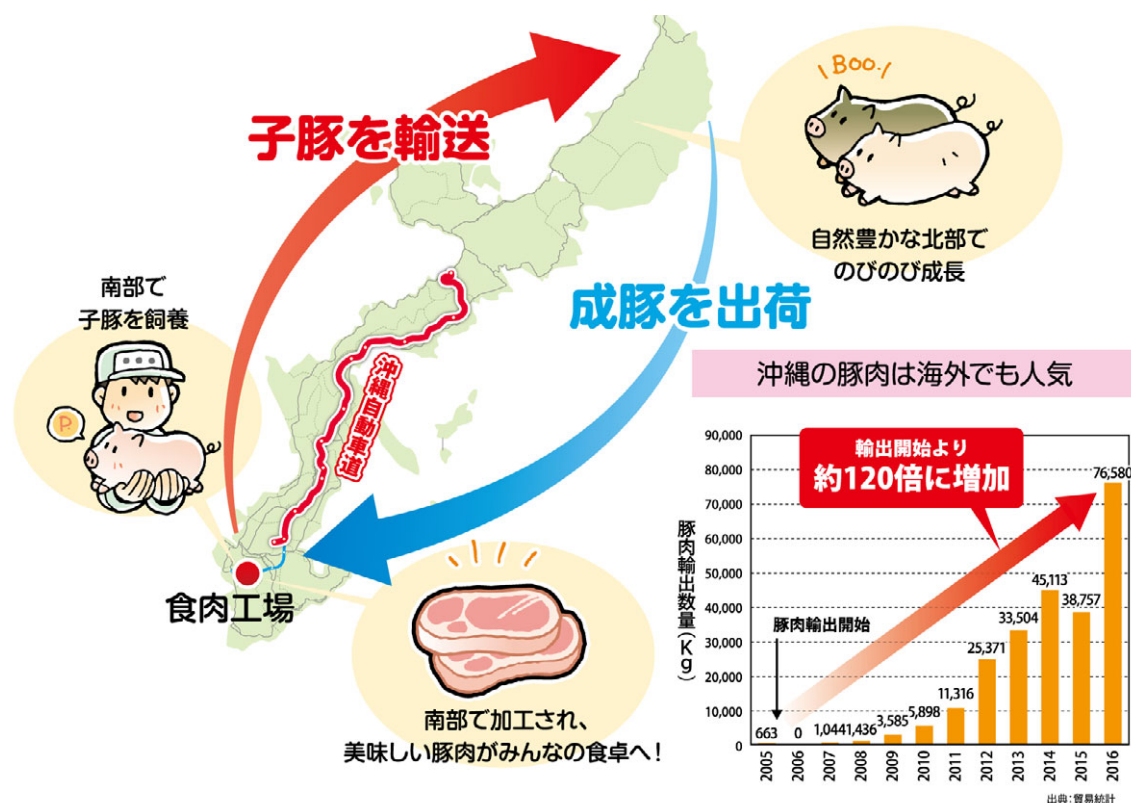 子豚を輸送
\Boo./
自然豊かな北部で
のびのび成長
南部で
子豚を飼養
P
成豚を出荷
沖縄自動車道
食肉工場
南部で加工され、
美味しい豚肉がみんなの食卓へ！
沖縄の豚肉は海外でも人気
輸出開始より
約120倍に増加
豚肉輸出数量(Kg)
90,000
80,000
70,000
60,000
50,000
40,000
30,000
20,000
10,000
0
豚肉輸出開始
663
0
1,044
1,436
3,585
5,898
11,316
25,371
33,504
45,113
38,757
76,580
2005
2006
2007
2008
2009
2010
2011
2012
2013
2014
2015
2016
出典：貿易統計